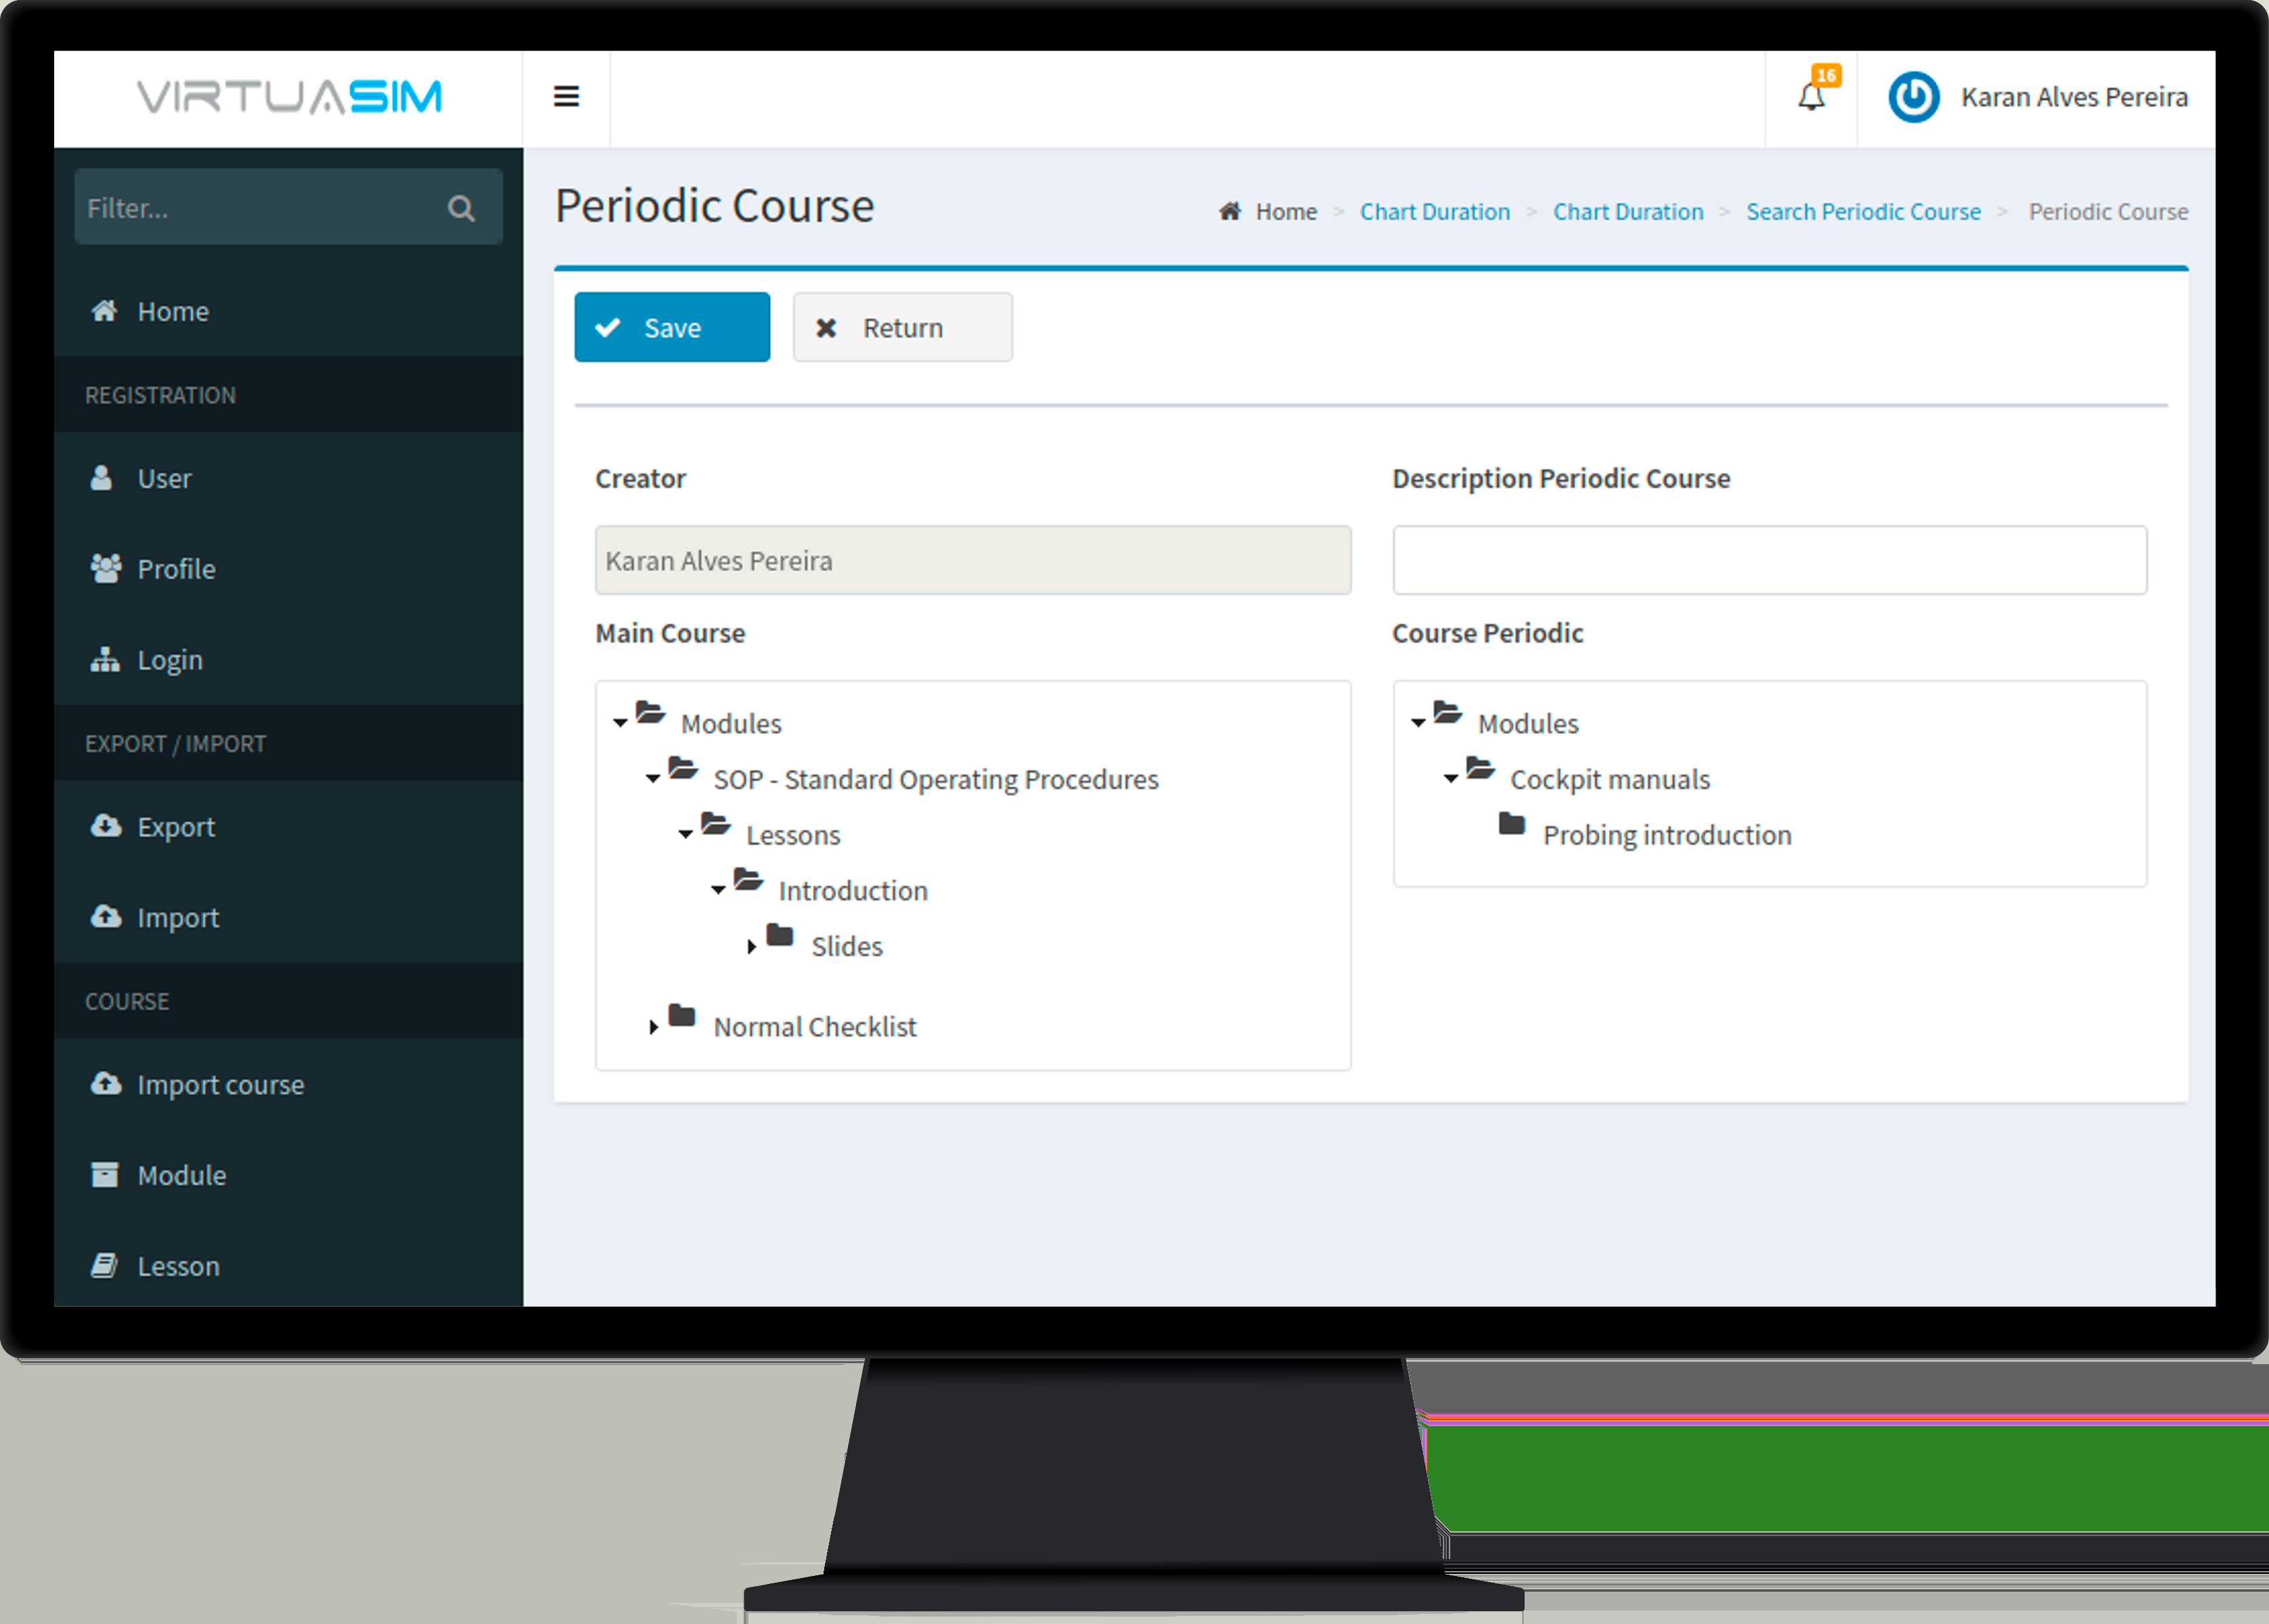 VIRTUASIM
16
Karan Alves Pereira
Filter...
Home
REGISTRATION
User
Profile
Login
EXPORT / IMPORT
Export
Import
COURSE
Import course
Module
Lesson
Periodic Course
Home > Chart Duration > Chart Duration > Search Periodic Course > Periodic Course
Save
Return
Creator
Karan Alves Pereira
Description Periodic Course
Main Course
Modules
SOP - Standard Operating Procedures
Lessons
Introduction
Slides
Normal Checklist
Course Periodic
Modules
Cockpit manuals
Probing introduction